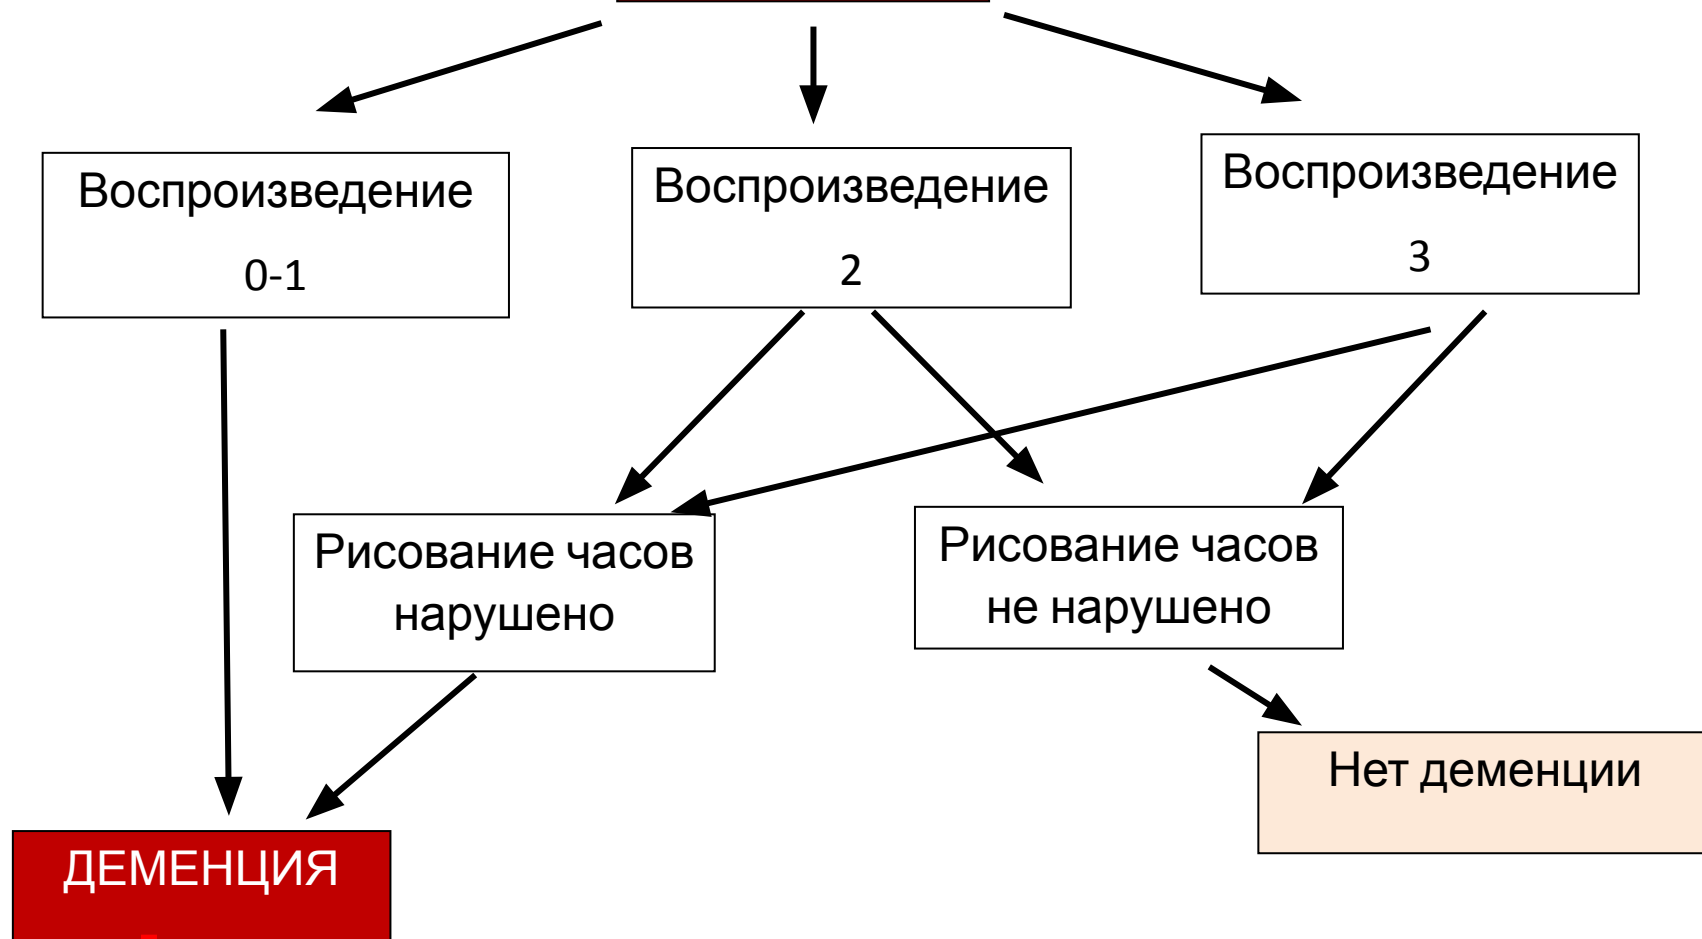 Воспроизведение
0-1
Воспроизведение
2
Воспроизведение
3
Рисование часов
нарушено
Рисование часов
не нарушено
Нет деменции
ДЕМЕНЦИЯ